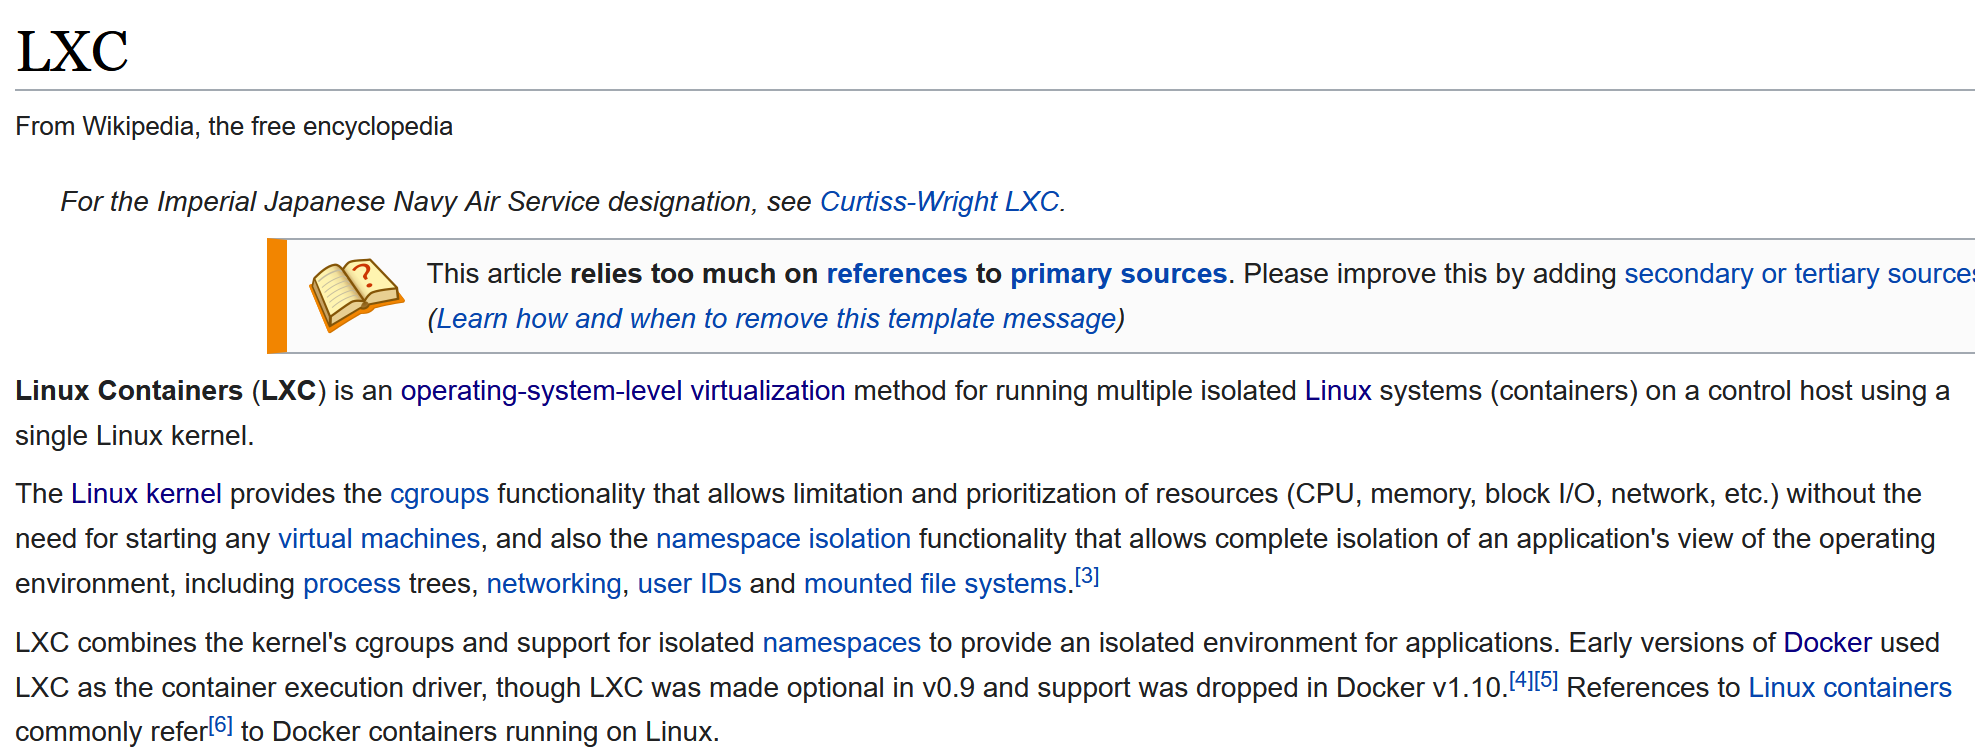 LXC
From Wikipedia, the free encyclopedia
For the Imperial Japanese Navy Air Service designation, see Curtiss-Wright LXC.
This article relies too much on references to primary sources. Please improve this by adding secondary or tertiary sources
(Learn how and when to remove this template message)
Linux Containers (LXC) is an operating-system-level virtualization method for running multiple isolated Linux systems (containers) on a control host using a
single Linux kernel.
The Linux kernel provides the cgroups functionality that allows limitation and prioritization of resources (CPU, memory, block I/O, network, etc.) without the
need for starting any virtual machines, and also the namespace isolation functionality that allows complete isolation of an application's view of the operating
environment, including process trees, networking, user IDs and mounted file systems.[3]
LXC combines the kernel's cgroups and support for isolated namespaces to provide an isolated environment for applications. Early versions of Docker used
LXC as the container execution driver, though LXC was made optional in v0.9 and support was dropped in Docker v1.10.[4][5] References to Linux containers
commonly refer[6] to Docker containers running on Linux.